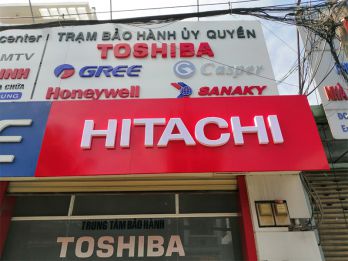 TRẠM BẢO HÀNH ỦY QUYỀN
center
TOSHIBA
MTV
GREE
Casper
INH
CHỮA
Honeywell
SANAKY
HITACHI
TRUNG TÂM BẢO HÀNH
TOSHIBA